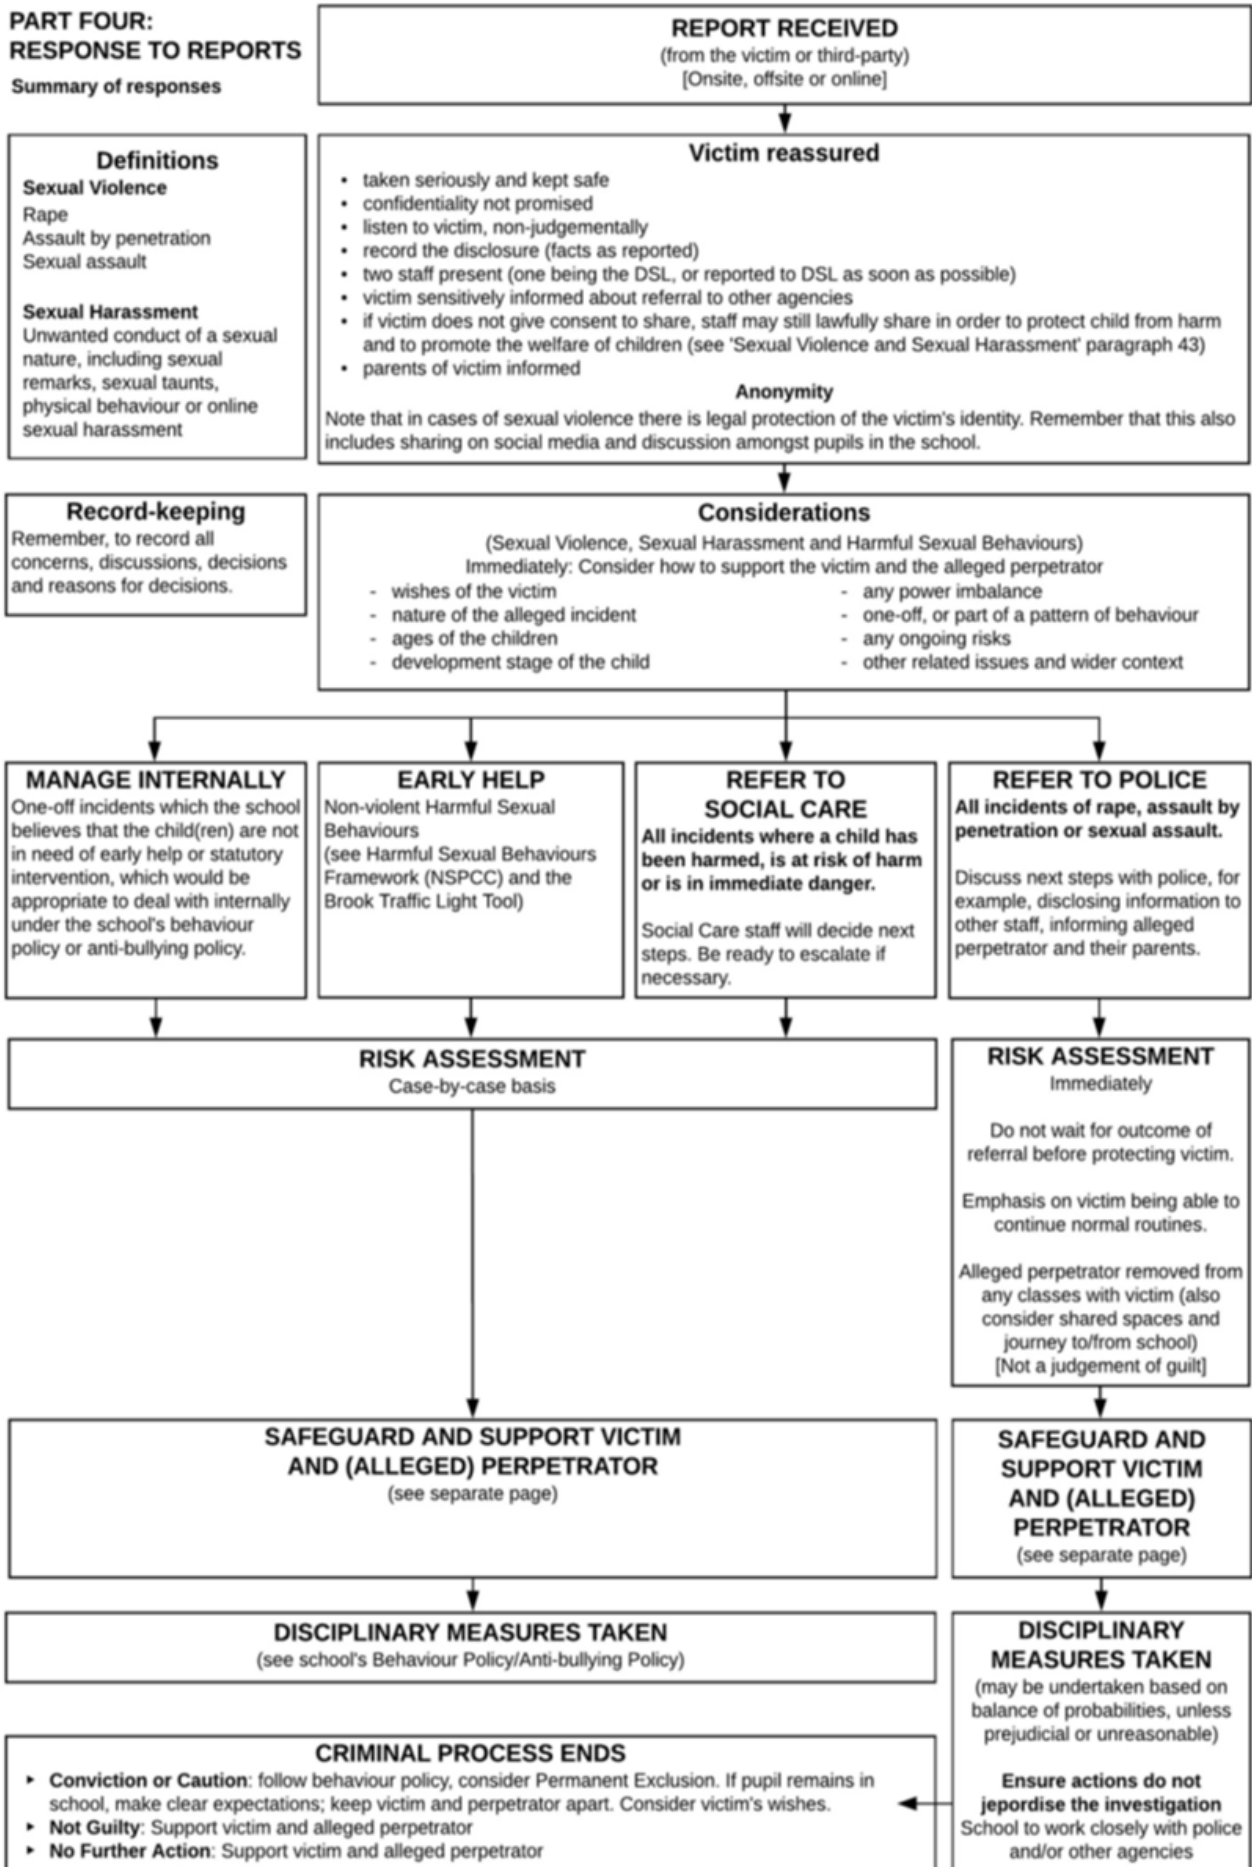 PART FOUR:
RESPONSE TO REPORTS
Summary of responses
REPORT RECEIVED
(from the victim or third-party)
[Onsite, offsite or online]
Definitions
Sexual Violence
Rape
Assault by penetration
Sexual assault
Sexual Harassment
Unwanted conduct of a sexual
nature, including sexual
remarks, sexual taunts,
physical behaviour or online
sexual harassment
Victim reassured
• taken seriously and kept safe
• confidentiality not promised
• listen to victim, non-judgementally
• record the disclosure (facts as reported)
• two staff present (one being the DSL, or reported to DSL as soon as possible)
• victim sensitively informed about referral to other agencies
• if victim does not give consent to share, staff may still lawfully share in order to protect child from harm
and to promote the welfare of children (see 'Sexual Violence and Sexual Harassment' paragraph 43)
• parents of victim informed
Anonymity
Note that in cases of sexual violence there is legal protection of the victim's identity. Remember that this also
includes sharing on social media and discussion amongst pupils in the school.
Record-keeping
Remember, to record all
concerns, discussions, decisions
and reasons for decisions.
Considerations
(Sexual Violence, Sexual Harassment and Harmful Sexual Behaviours)
Immediately: Consider how to support the victim and the alleged perpetrator
- wishes of the victim
- nature of the alleged incident
- ages of the children
- development stage of the child
- any power imbalance
- one-off, or part of a pattern of behaviour
- any ongoing risks
- other related issues and wider context
MANAGE INTERNALLY
One-off incidents which the school
believes that the child(ren) are not
in need of early help or statutory
intervention, which would be
appropriate to deal with internally
under the school's behaviour
policy or anti-bullying policy.
EARLY HELP
Non-violent Harmful Sexual
Behaviours
(see Harmful Sexual Behaviours
Framework (NSPCC) and the
Brook Traffic Light Tool)
REFER TO
SOCIAL CARE
All incidents where a child has
been harmed, is at risk of harm
or is in immediate danger.
Social Care staff will decide next
steps. Be ready to escalate if
necessary.
REFER TO POLICE
All incidents of rape, assault by
penetration or sexual assault.
Discuss next steps with police, for
example, disclosing information to
other staff, informing alleged
perpetrator and their parents.
RISK ASSESSMENT
Case-by-case basis
RISK ASSESSMENT
Immediately
Do not wait for outcome of
referral before protecting victim.
Emphasis on victim being able to
continue normal routines.
Alleged perpetrator removed from
any classes with victim (also
consider shared spaces and
journey to/from school)
[Not a judgement of guilt]
SAFEGUARD AND SUPPORT VICTIM
AND (ALLEGED) PERPETRATOR
(see separate page)
SAFEGUARD AND
SUPPORT VICTIM
AND (ALLEGED)
PERPETRATOR
(see separate page)
DISCIPLINARY MEASURES TAKEN
(see school's Behaviour Policy/Anti-bullying Policy)
DISCIPLINARY
MEASURES TAKEN
(may be undertaken based on
balance of probabilities, unless
prejudicial or unreasonable)
Ensure actions do not
jepordise the investigation
School to work closely with police
and/or other agencies
CRIMINAL PROCESS ENDS
‣ Conviction or Caution: follow behaviour policy, consider Permanent Exclusion. If pupil remains in
school, make clear expectations; keep victim and perpetrator apart. Consider victim's wishes.
‣ Not Guilty: Support victim and alleged perpetrator
‣ No Further Action: Support victim and alleged perpetrator